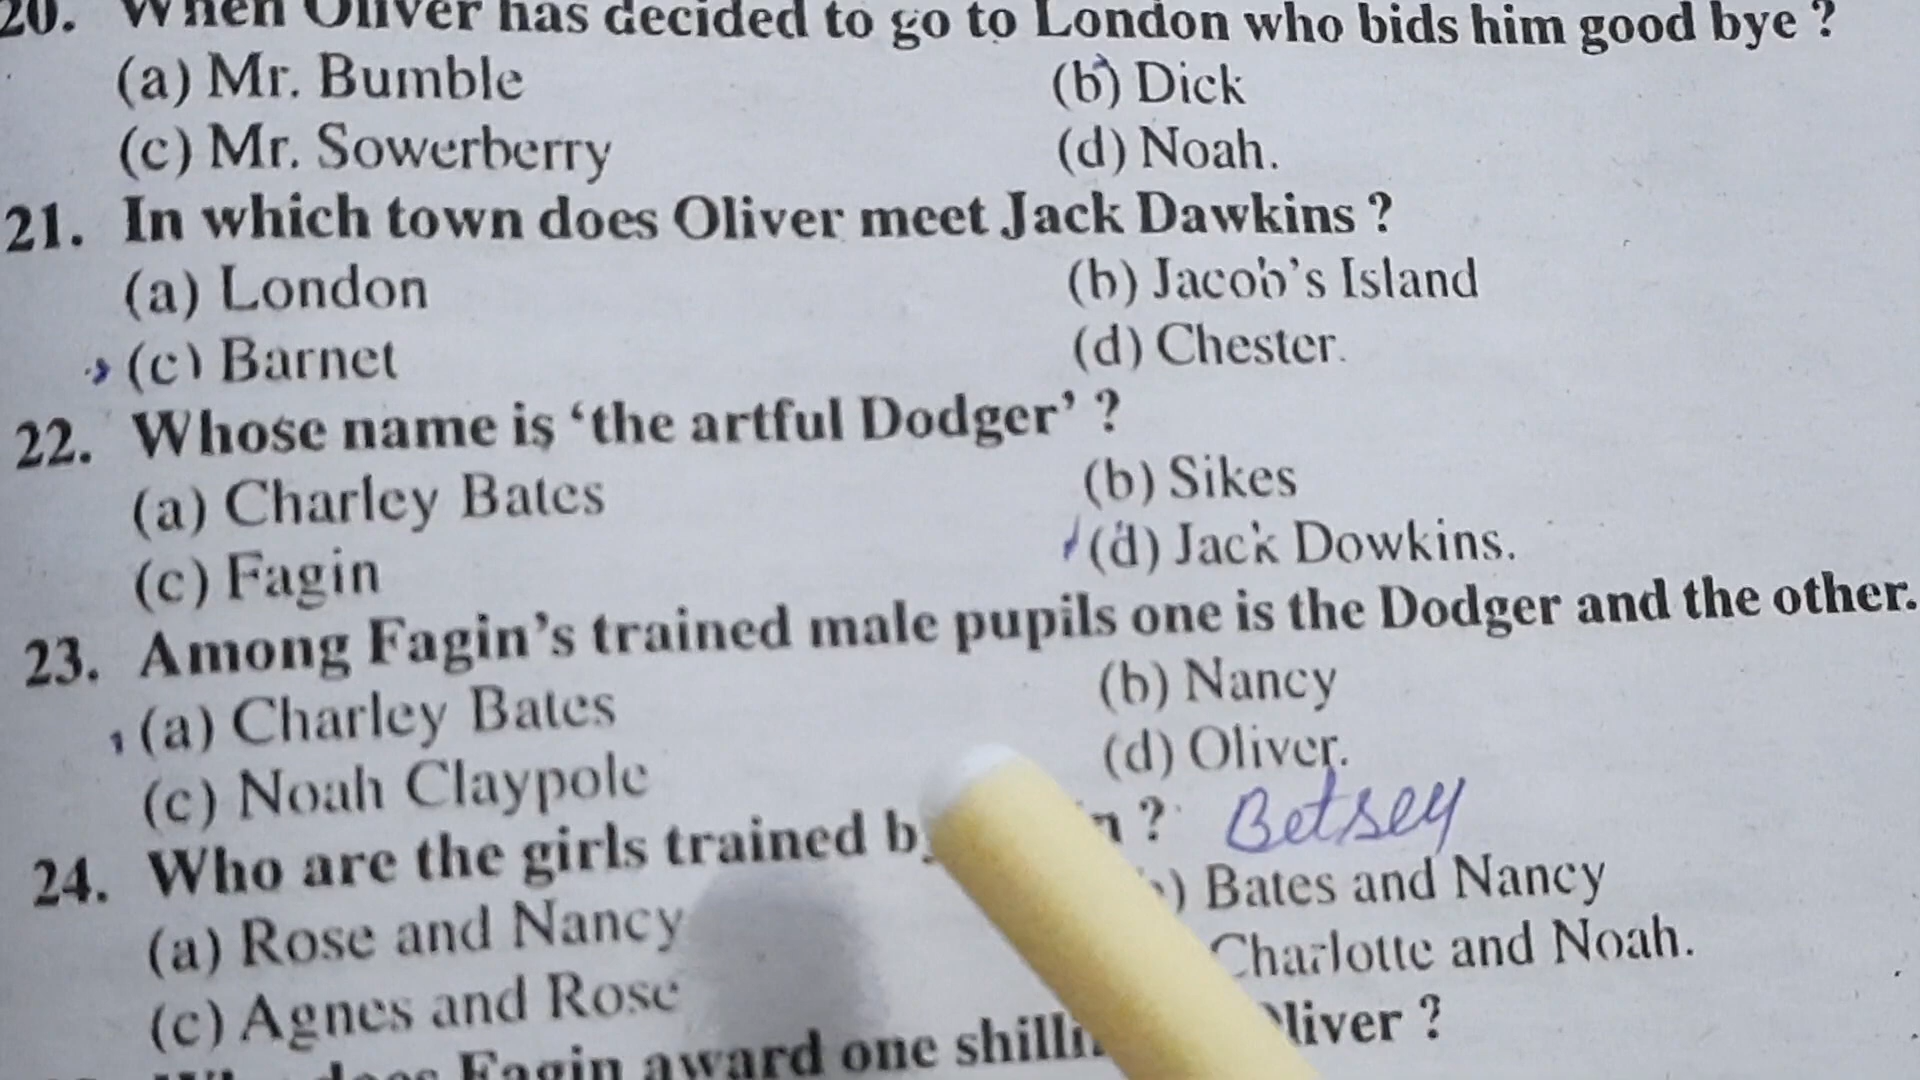 20. When Oliver has decided to go to London who bids him good bye ?
(a) Mr. Bumble (b) Dick
(c) Mr. Sowerberry (d) Noah.
21. In which town does Oliver meet Jack Dawkins ?
(a) London (b) Jacob's Island
(c) Barnet (d) Chester.
22. Whose name is ‘the artful Dodger’ ?
(a) Charley Bates (b) Sikes
(c) Fagin (d) Jack Dowkins.
23. Among Fagin's trained male pupils one is the Dodger and the other.
(a) Charley Bates (b) Nancy
(c) Noah Claypole (d) Oliver.
24. Who are the girls trained ? Betsey
(a) Rose and Nancy Bates and Nancy
(c) Agnes and Rose Charlotte and Noah.
does Fagin award one ?